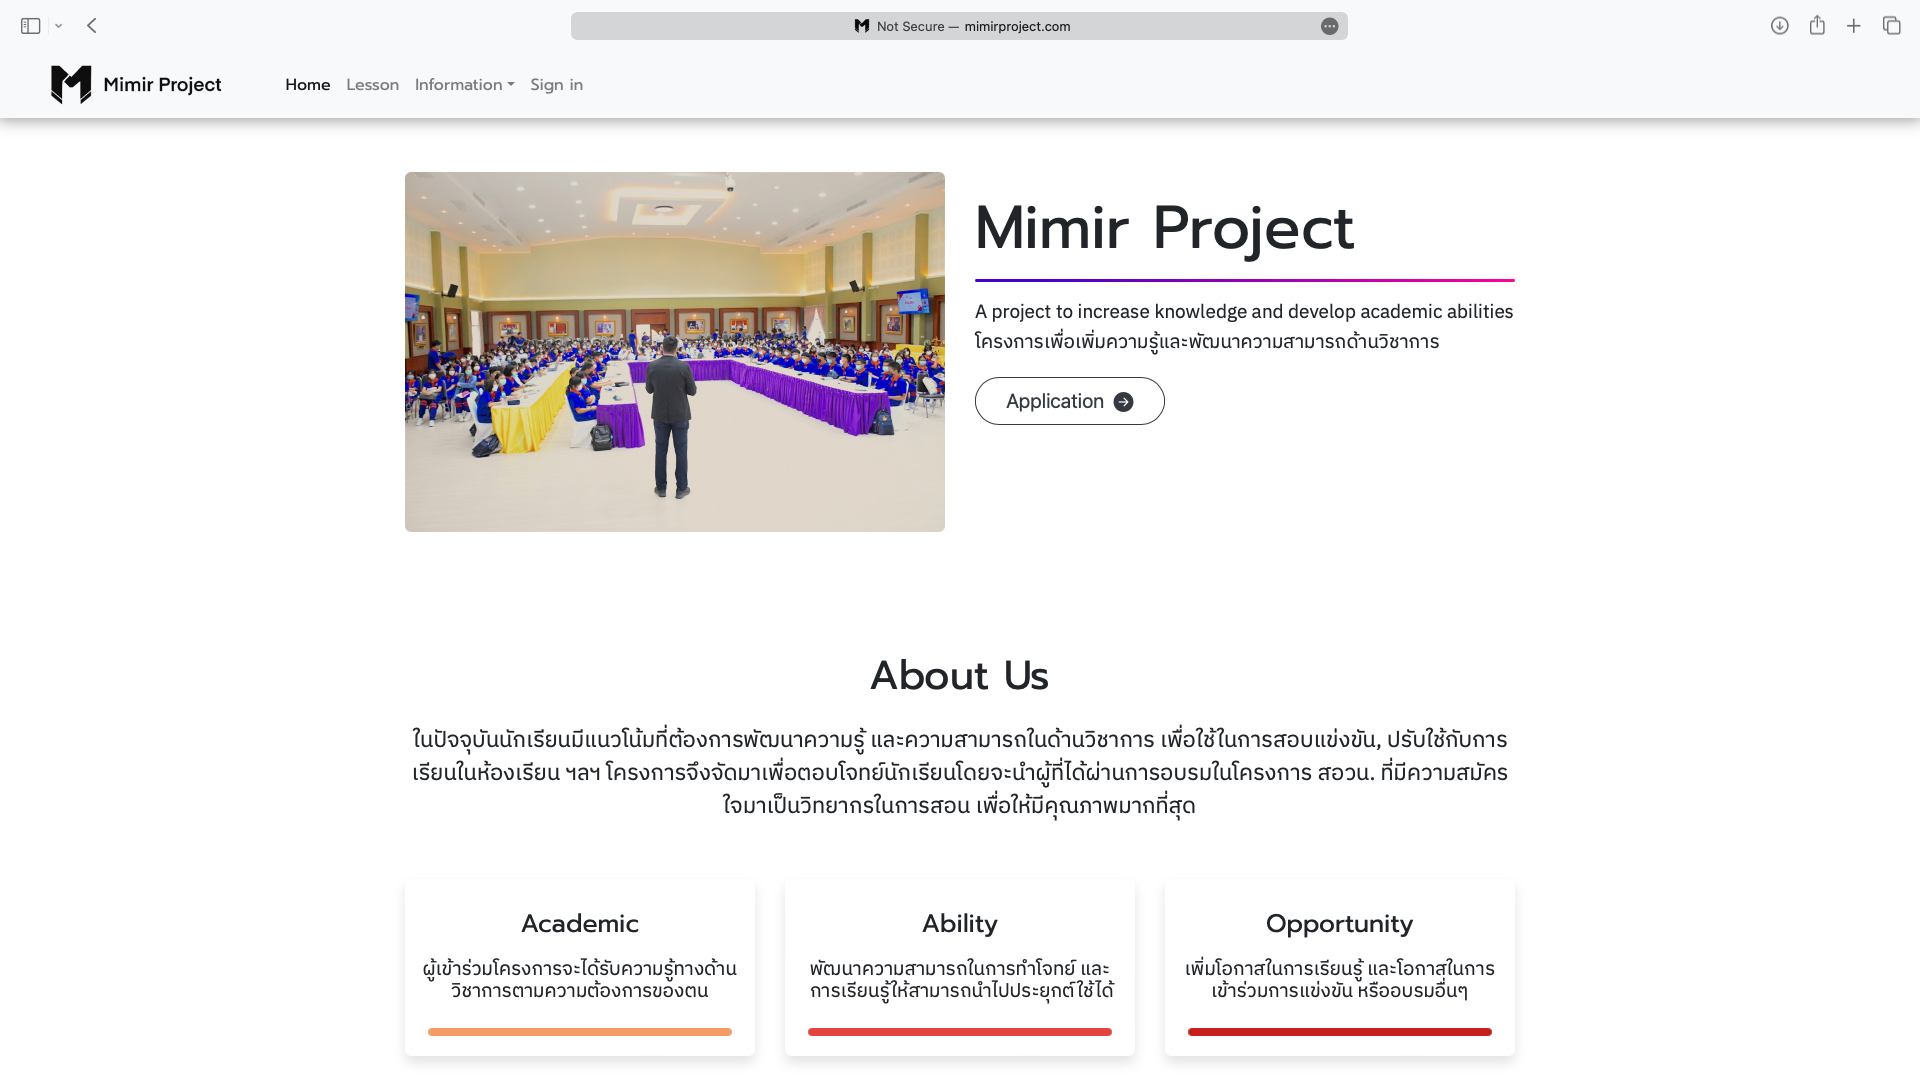 Not Secure — mimirproject.com
Mimir Project
Home Lesson Information Sign in
Mimir Project
A project to increase knowledge and develop academic abilities
โครงการเพื่อเพิ่มความรู้และพัฒนาความสามารถด้านวิชาการ
Application
About Us
ในปัจจุบันนักเรียนมีแนวโน้มที่ต้องการพัฒนาความรู้ และความสามารถในด้านวิชาการ เพื่อใช้ในการสอบแข่งขัน, ปรับใช้กับการ
เรียนในห้องเรียน ฯลฯ โครงการจึงจัดมาเพื่อตอบโจทย์นักเรียนโดยจะนำผู้ที่ได้ผ่านการอบรมในโครงการ สอวน. ที่มีความสมัคร
ใจมาเป็นวิทยากรในการสอน เพื่อให้มีคุณภาพมากที่สุด
Academic
ผู้เข้าร่วมโครงการจะได้รับความรู้ทางด้าน
วิชาการตามความต้องการของตน
Ability
พัฒนาความสามารถในการทำโจทย์ และ
การเรียนรู้ให้สามารถนำไปประยุกต์ใช้ได้
Opportunity
เพิ่มโอกาสในการเรียนรู้ และโอกาสในการ
เข้าร่วมการแข่งขัน หรืออบรมอื่นๆ